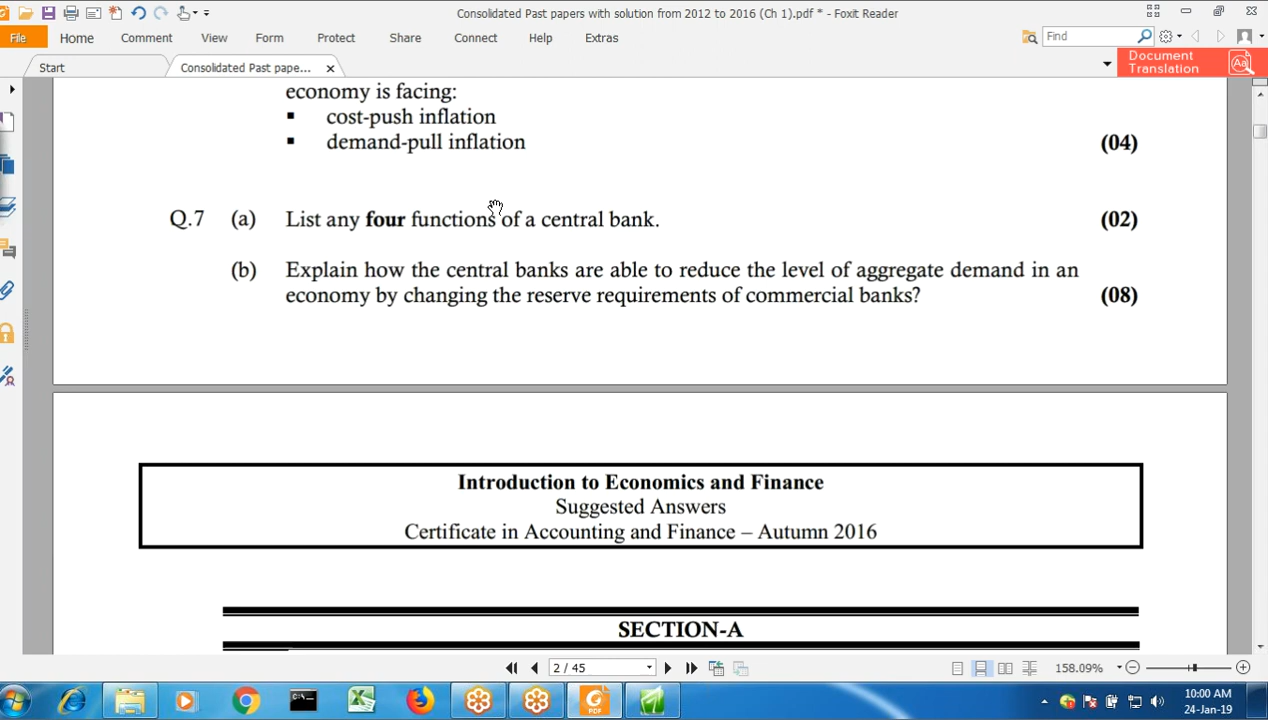 Consolidated Past papers with solution from 2012 to 2016 (Ch 1).pdf * - Foxit Reader
File Home Comment View Form Protect Share Connect Help Extras Find
Start Consolidated Past pape... x
Document
Translation
economy is facing:
▪ cost-push inflation
▪ demand-pull inflation (04)
Q.7 (a) List any four functions of a central bank. (02)
(b) Explain how the central banks are able to reduce the level of aggregate demand in an
economy by changing the reserve requirements of commercial banks? (08)
Introduction to Economics and Finance
Suggested Answers
Certificate in Accounting and Finance – Autumn 2016
SECTION-A
2 / 45 158.09%
10:00 AM
24-Jan-19